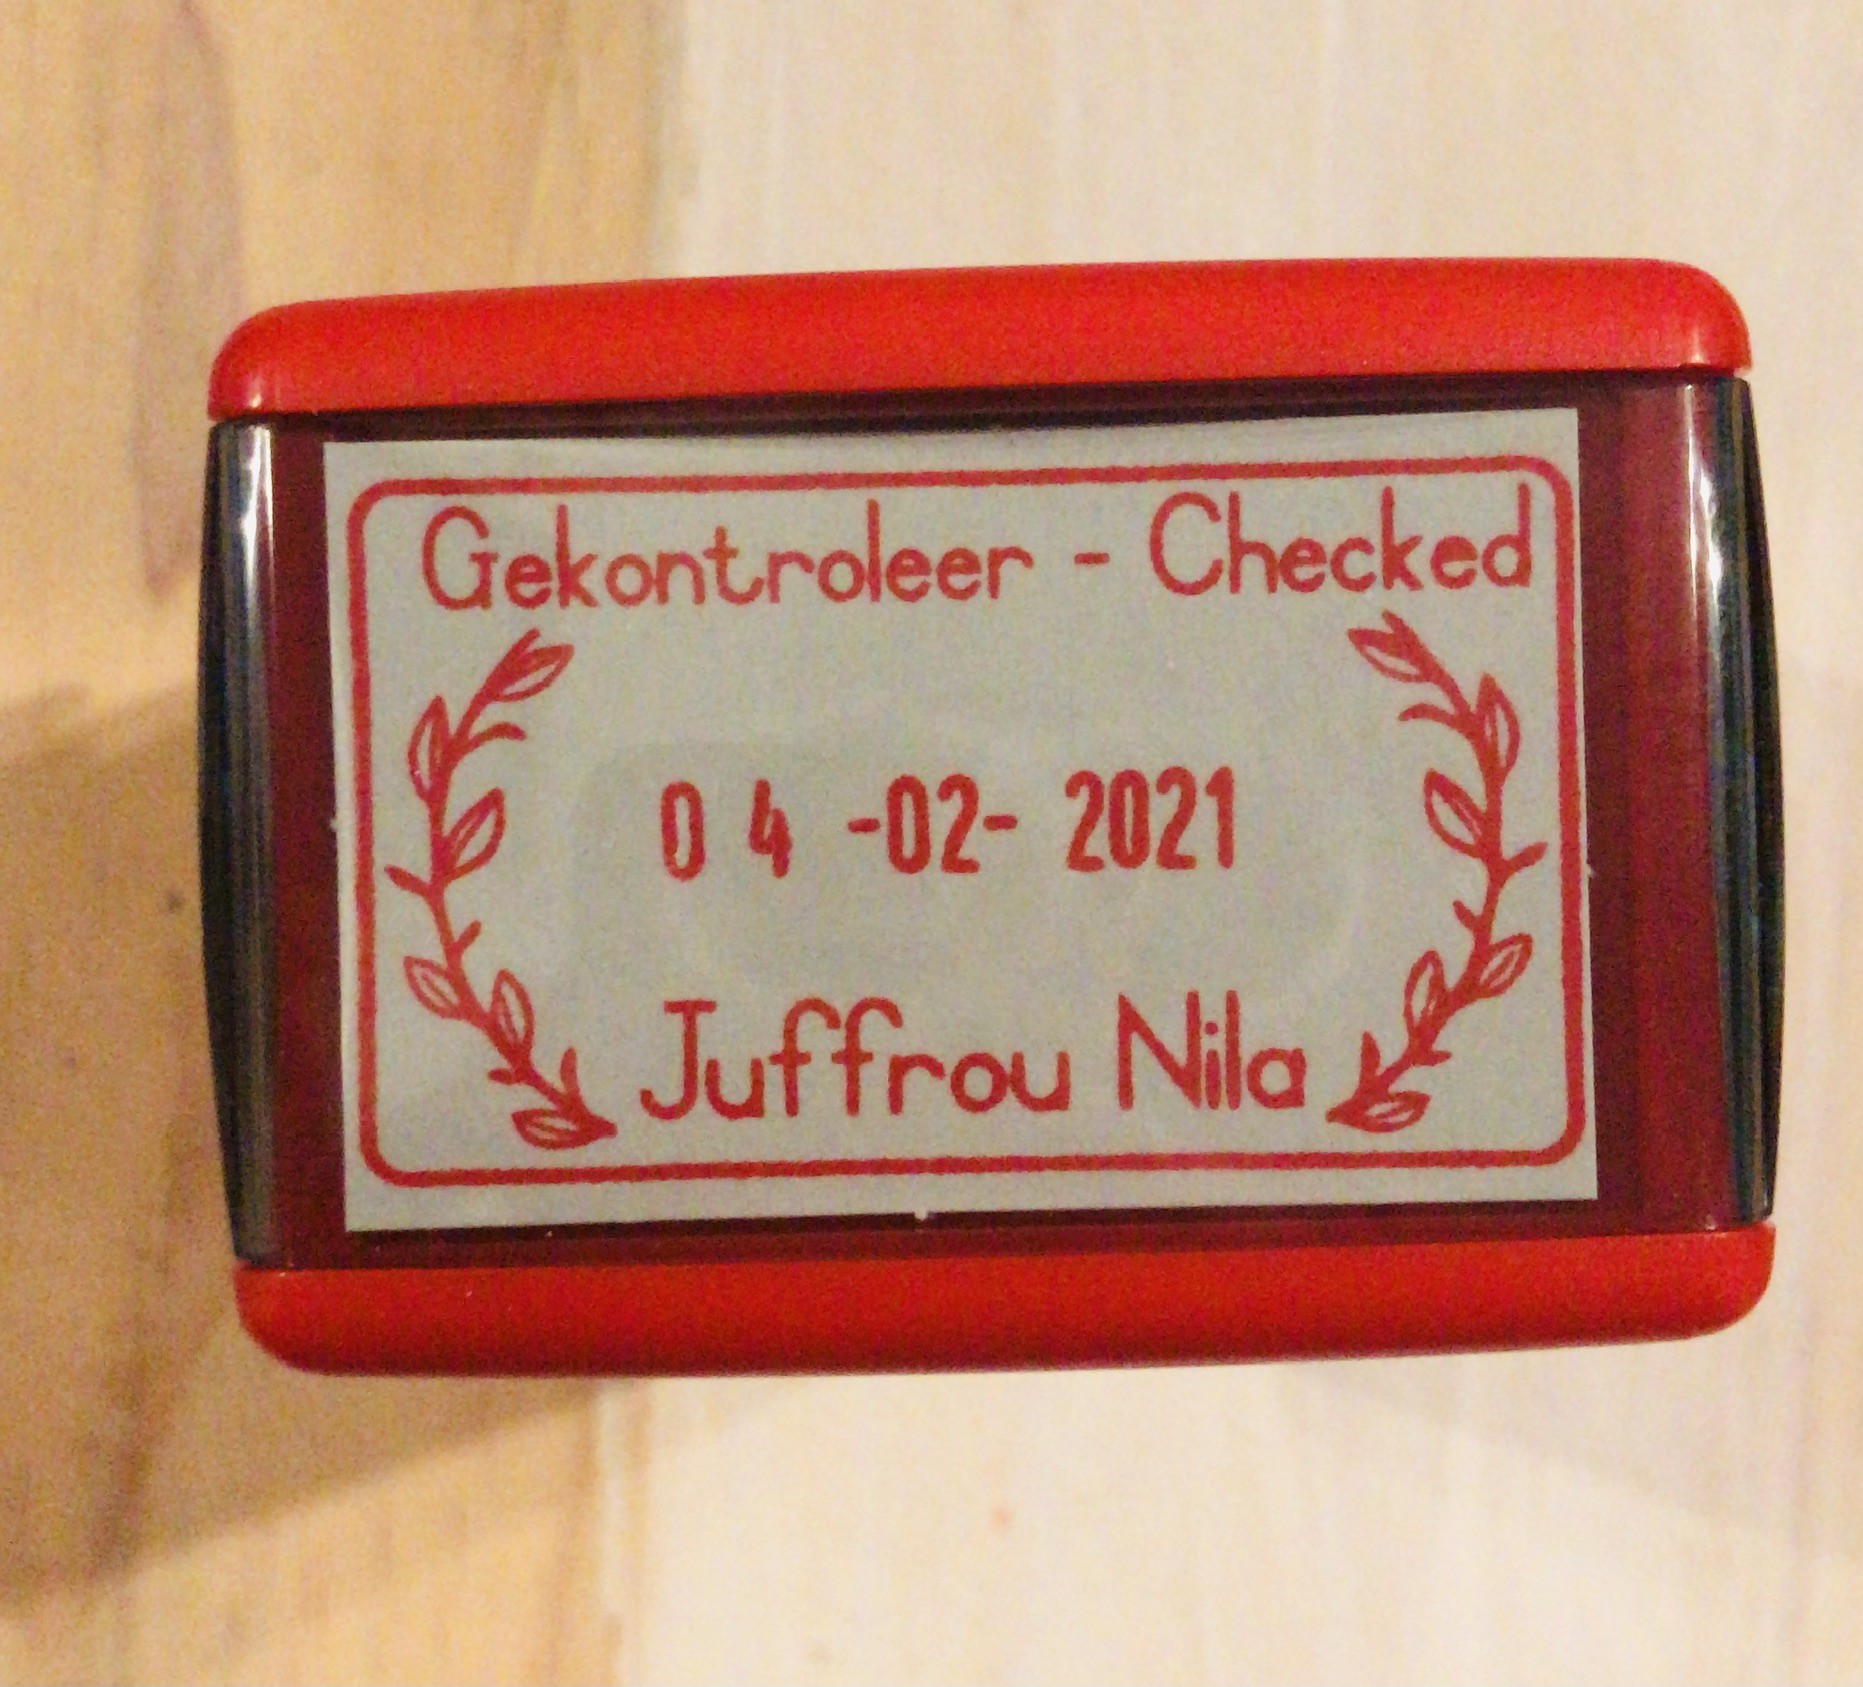 Gekontroleer - Checked
0 4 -02- 2021
Juffrou Nila